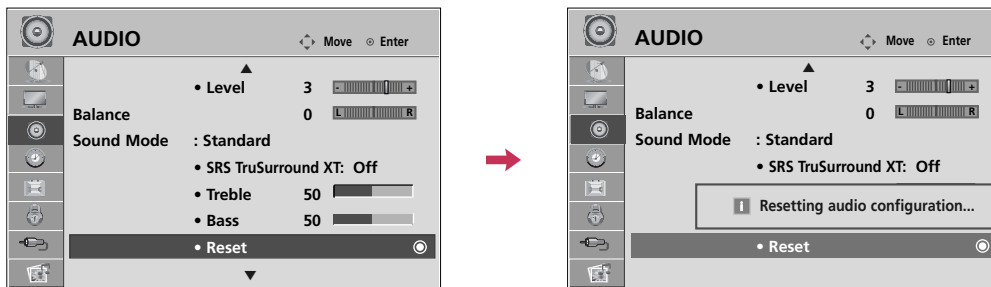 AUDIO Move Enter
• Level 3 - +
Balance 0 L R
Sound Mode : Standard
• SRS TruSurround XT: Off
• Treble 50
• Bass 50
• Reset
AUDIO Move Enter
• Level 3 - +
Balance 0 L R
Sound Mode : Standard
• SRS TruSurround XT: Off
i Resetting audio configuration...
• Reset